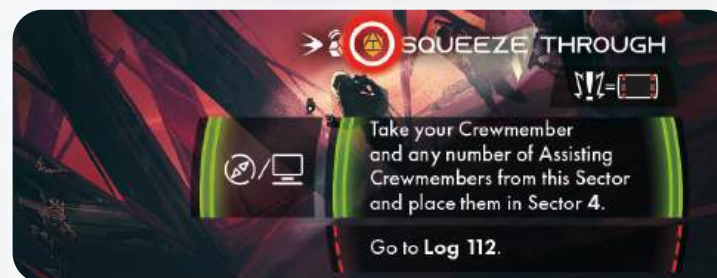 SQUEEZE THROUGH
Take your Crewmember
and any number of Assisting
Crewmembers from this Sector
and place them in Sector 4.
Go to Log 112.